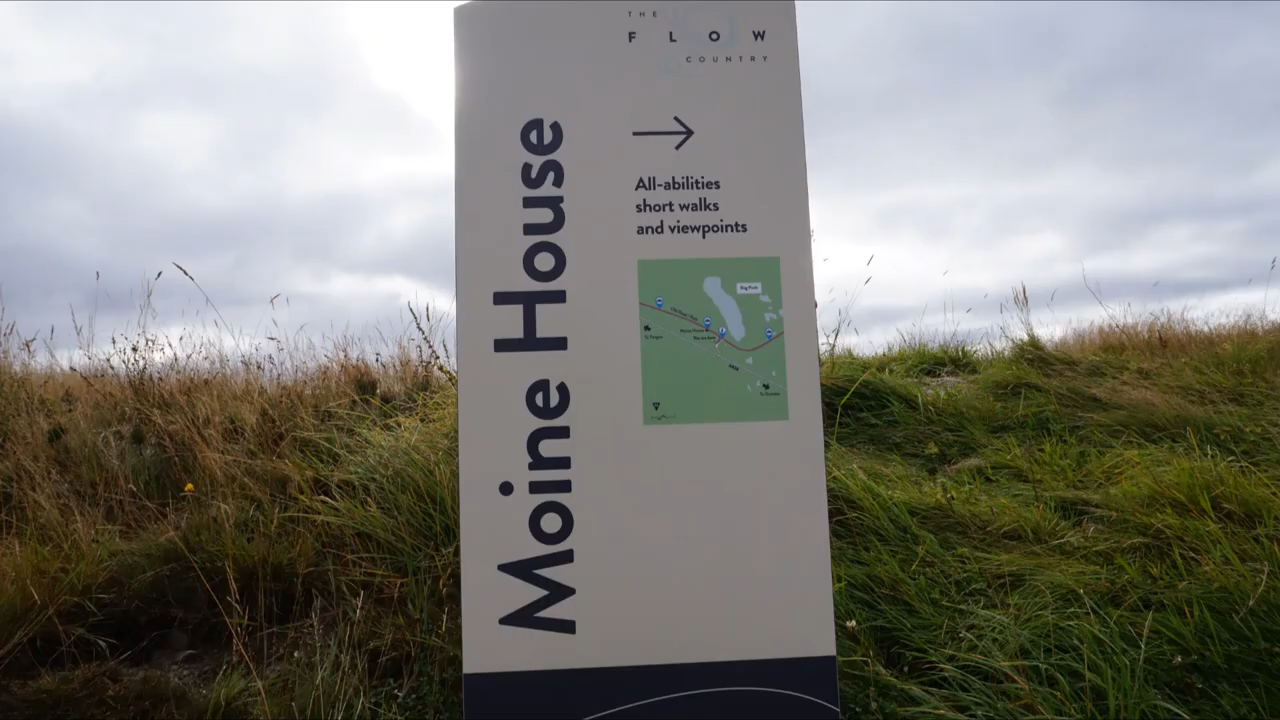 THE
FLOW
COUNTRY
Moine House
All-abilities
short walks
and viewpoints